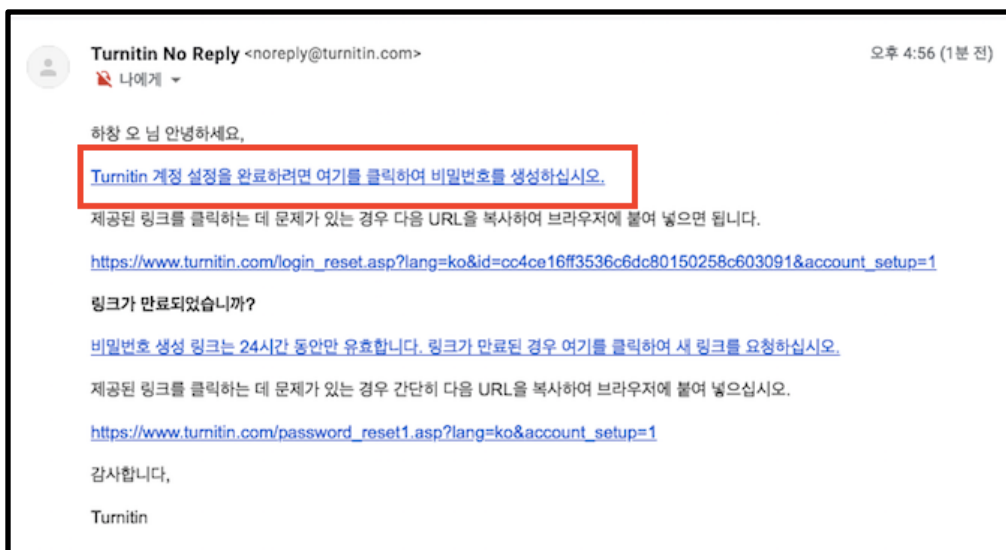 Turnitin No Reply <noreply@turnitin.com>
오후 4:56 (1분 전)
나에게
하창 오 님 안녕하세요,
Turnitin 계정 설정을 완료하려면 여기를 클릭하여 비밀번호를 생성하십시오.
제공된 링크를 클릭하는 데 문제가 있는 경우 다음 URL을 복사하여 브라우저에 붙여 넣으면 됩니다.
https://www.turnitin.com/login_reset.asp?lang=ko&id=cc4ce16ff3536c6dc80150258c603091&account_setup=1
링크가 만료되었습니까?
비밀번호 생성 링크는 24시간 동안만 유효합니다. 링크가 만료된 경우 여기를 클릭하여 새 링크를 요청하십시오.
제공된 링크를 클릭하는 데 문제가 있는 경우 간단히 다음 URL을 복사하여 브라우저에 붙여 넣으십시오.
https://www.turnitin.com/password_reset1.asp?lang=ko&account_setup=1
감사합니다,
Turnitin